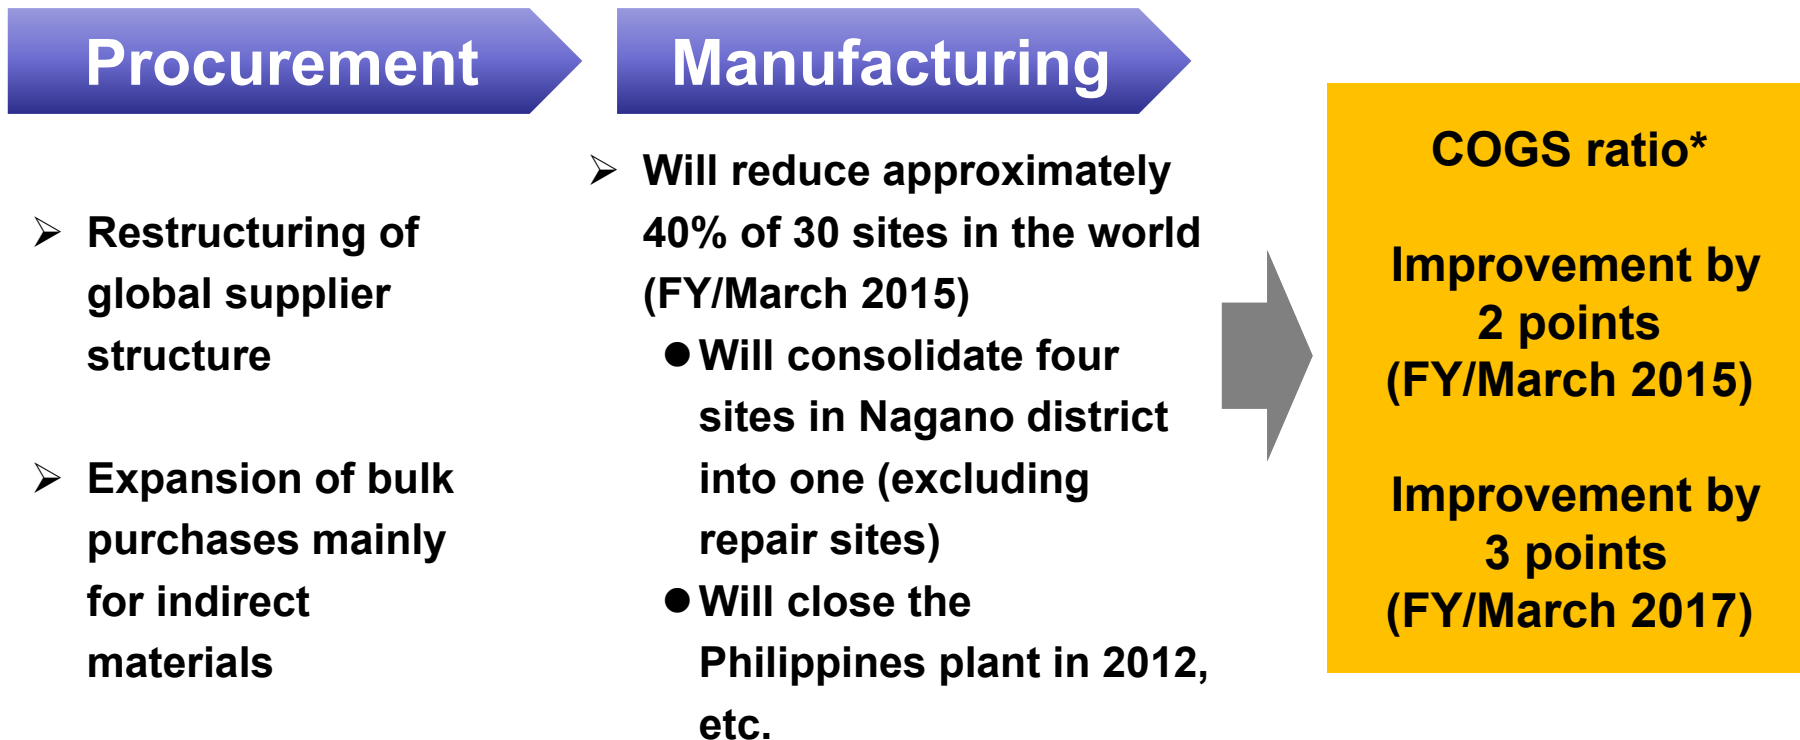 Procurement
Manufacturing
➢ Restructuring of
global supplier
structure
➢ Expansion of bulk
purchases mainly
for indirect
materials
➢ Will reduce approximately
40% of 30 sites in the world
(FY/March 2015)
● Will consolidate four
sites in Nagano district
into one (excluding
repair sites)
● Will close the
Philippines plant in 2012,
etc.
COGS ratio*
Improvement by
2 points
(FY/March 2015)
Improvement by
3 points
(FY/March 2017)